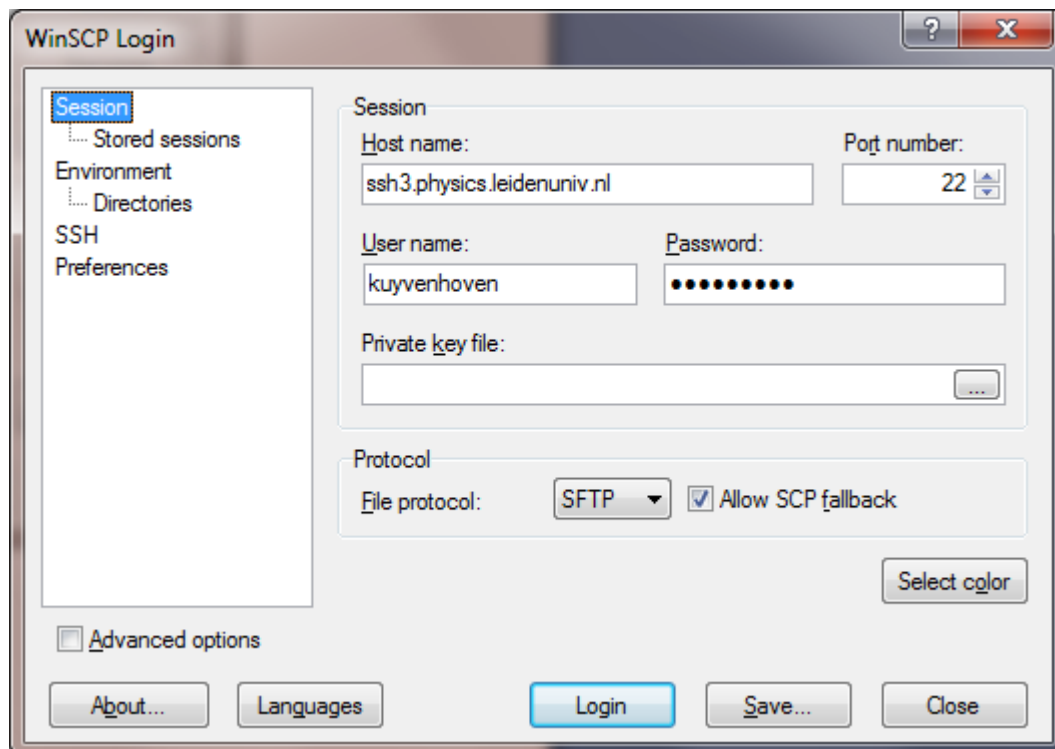 WinSCP Login
Session
Stored sessions
Environment
Directories
SSH
Preferences
Session
Host name:
Port number:
ssh3.physics.leidenuniv.nl
22
User name:
Password:
kuyvenhoven
●●●●●●●●●
Private key file:
...
Protocol
File protocol:
SFTP
Allow SCP fallback
Select color
Advanced options
About...
Languages
Login
Save...
Close